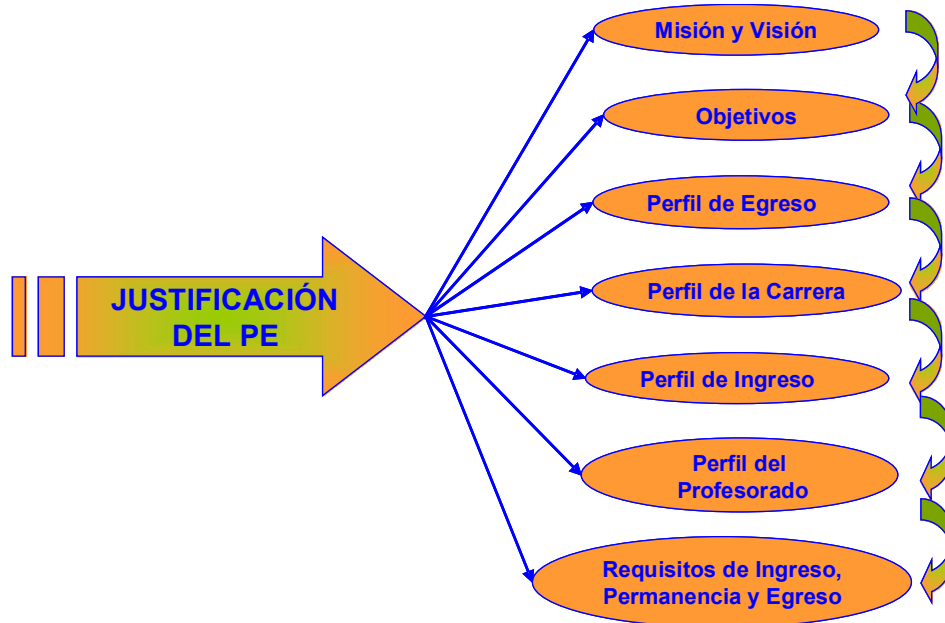 Misión y Visión
Objetivos
Perfil de Egreso
JUSTIFICACIÓN
DEL PE
Perfil de la Carrera
Perfil de Ingreso
Perfil del
Profesorado
Requisitos de Ingreso,
Permanencia y Egreso